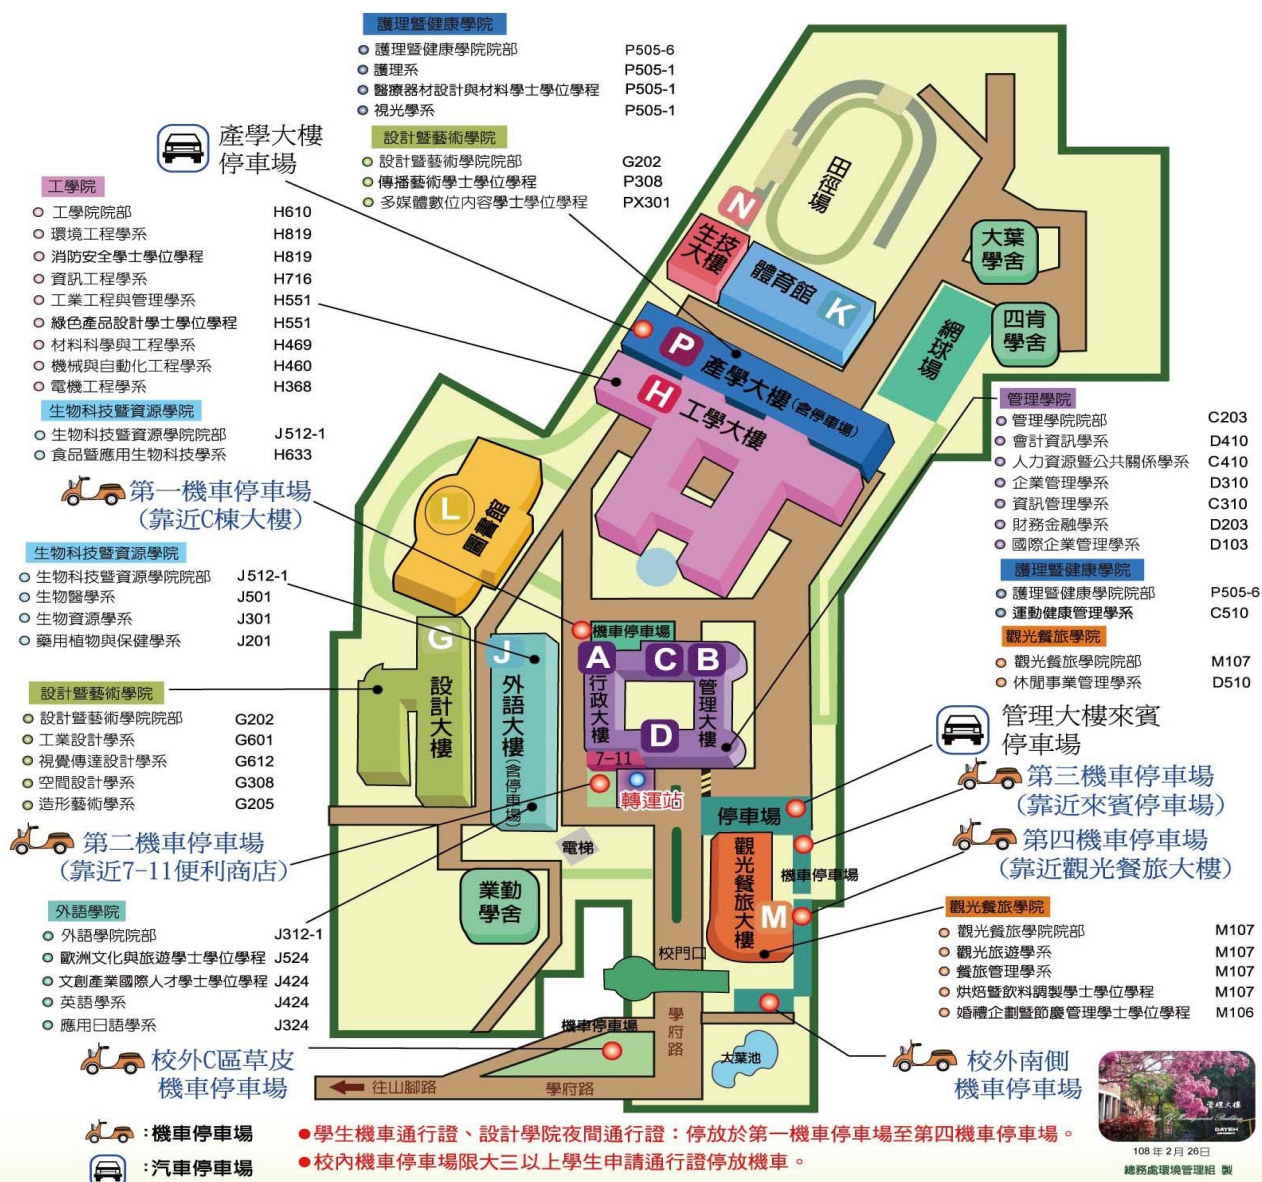 護理暨健康學院
護理暨健康學院院部 P505-6
護理系 P505-1
醫療器材設計與材料學士學位學程 P505-1
視光學系 P505-1
設計暨藝術學院
設計暨藝術學院院部 G202
傳播藝術學士學位學程 P308
多媒體數位內容學士學位學程 PX301
產學大樓
停車場
工學院
工學院院部 H610
環境工程學系 H819
消防安全學士學位學程 H819
資訊工程學系 H716
工業工程與管理學系 H551
綠色產品設計學士學位學程 H551
材料科學與工程學系 H469
機械與自動化工程學系 H460
電機工程學系 H368
生物科技暨資源學院
生物科技暨資源學院院部 J512-1
食品暨應用生物科技學系 H633
第一機車停車場
(靠近C棟大樓)
生物科技暨資源學院
生物科技暨資源學院院部 J512-1
生物醫學系 J501
生物資源學系 J301
藥用植物與保健學系 J201
設計暨藝術學院
設計暨藝術學院院部 G202
工業設計學系 G601
視覺傳達設計學系 G612
空間設計學系 G308
造形藝術學系 G205
第二機車停車場
(靠近7-11便利商店)
外語學院
外語學院院部 J312-1
歐洲文化與旅遊學士學位學程 J524
文創產業國際人才學士學位學程 J424
英語學系 J424
應用日語學系 J324
校外C區草皮
機車停車場
田徑場
N
生技大樓
體育館 K
大葉學舍
四肯學舍
網球場
P 產學大樓(含停車場)
H 工學大樓
L 圖書館
G 設計大樓
J 外語大樓(含停車場)
機車停車場
A 行政大樓
C
B 管理大樓
D
7-11
轉運站
電梯
業勤學舍
停車場
觀光餐旅大樓 M
機車停車場
校門口
學府路
機車停車場
往山腳路
學府路
大葉池
管理學院
管理學院院部 C203
會計資訊學系 D410
人力資源暨公共關係學系 C410
企業管理學系 D310
資訊管理學系 C310
財務金融學系 D203
國際企業管理學系 D103
護理暨健康學院
護理暨健康學院院部 P505-6
運動健康管理學系 C510
觀光餐旅學院
觀光餐旅學院院部 M107
休閒事業管理學系 D510
管理大樓來賓
停車場
第三機車停車場
(靠近來賓停車場)
第四機車停車場
(靠近觀光餐旅大樓)
觀光餐旅學院
觀光餐旅學院院部 M107
觀光旅遊學系 M107
餐旅管理學系 M107
烘焙暨飲料調製學士學位學程 M107
婚禮企劃暨節慶管理學士學位學程 M106
校外南側
機車停車場
:機車停車場
:汽車停車場
●學生機車通行證、設計學院夜間通行證:停放於第一機車停車場至第四機車停車場。
●校內機車停車場限大三以上學生申請通行證停放機車。
管理大樓
DAYEH
108年2月26日
總務處環境管理組 製